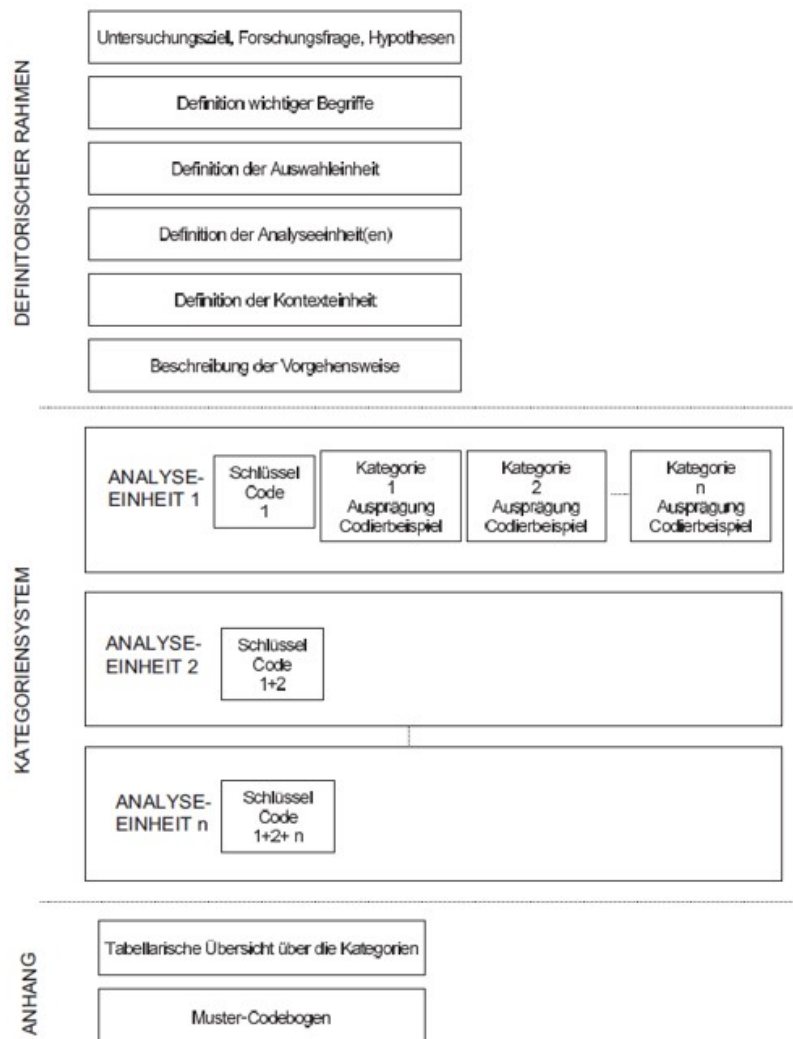 DEFINITORISCHER RAHMEN
Untersuchungsziel, Forschungsfrage, Hypothesen
Definition wichtiger Begriffe
Definition der Auswahleinheit
Definition der Analyseeinheit(en)
Definition der Kontexteinheit
Beschreibung der Vorgehensweise
KATEGORIENSYSTEM
ANALYSE-
EINHEIT 1
Schlüssel
Code
1
Kategorie
1
Ausprägung
Codierbeispiel
Kategorie
2
Ausprägung
Codierbeispiel
Kategorie
n
Ausprägung
Codierbeispiel
ANALYSE-
EINHEIT 2
Schlüssel
Code
1+2
ANALYSE-
EINHEIT n
Schlüssel
Code
1+2+ n
ANHANG
Tabellarische Übersicht über die Kategorien
Muster-Codebogen